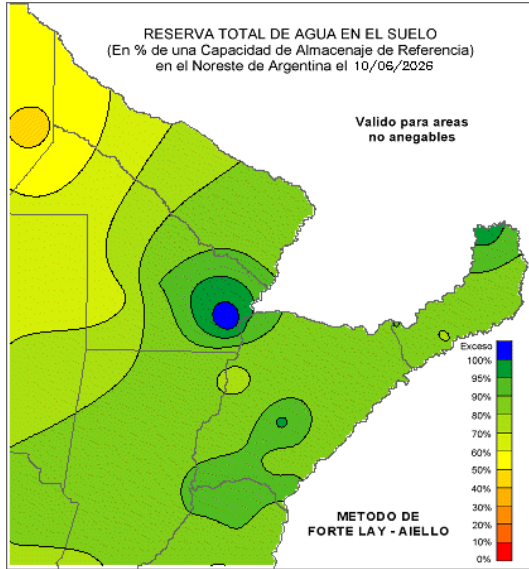 RESERVA TOTAL DE AGUA EN EL SUELO
(En % de una Capacidad de Almacenaje de Referencia)
en el Noreste de Argentina el 10/06/2026
Valido para areas
no anegables
Exceso
100%
95%
90%
80%
70%
60%
50%
40%
30%
20%
10%
0%
METODO DE
FORTE LAY - AIELLO